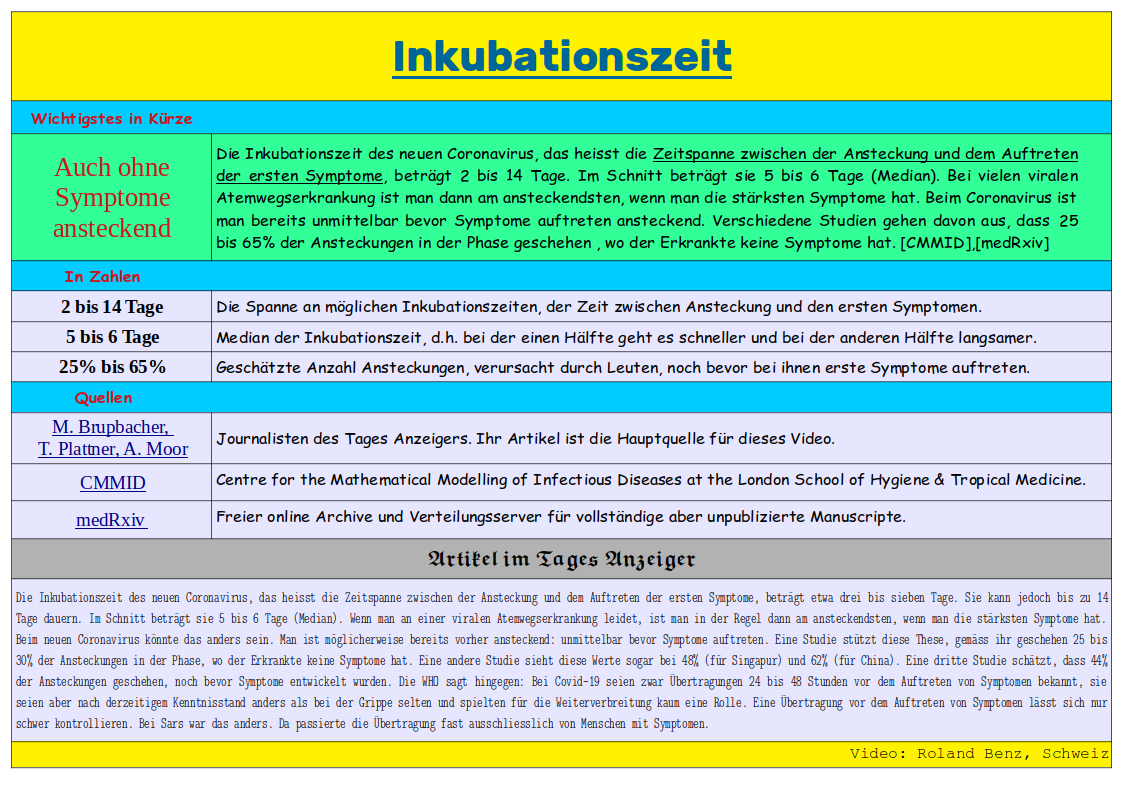 Inkubationszeit
Wichtigstes in Kürze
Auch ohne
Symptome
ansteckend
Die Inkubationszeit des neuen Coronavirus, das heisst die Zeitspanne zwischen der Ansteckung und dem Auftreten
der ersten Symptome, beträgt 2 bis 14 Tage. Im Schnitt beträgt sie 5 bis 6 Tage (Median). Bei vielen viralen
Atemwegserkrankung ist man dann am ansteckendsten, wenn man die stärksten Symptome hat. Beim Coronavirus ist
man bereits unmittelbar bevor Symptome auftreten ansteckend. Verschiedene Studien gehen davon aus, dass 25
bis 65% der Ansteckungen in der Phase geschehen , wo der Erkrankte keine Symptome hat. [CMMID],[medRxiv]
In Zahlen
2 bis 14 Tage
Die Spanne an möglichen Inkubationszeiten, der Zeit zwischen Ansteckung und den ersten Symptomen.
5 bis 6 Tage
Median der Inkubationszeit, d.h. bei der einen Hälfte geht es schneller und bei der anderen Hälfte langsamer.
25% bis 65%
Geschätzte Anzahl Ansteckungen, verursacht durch Leuten, noch bevor bei ihnen erste Symptome auftreten.
Quellen
M. Brupbacher,
T. Plattner, A. Moor
Journalisten des Tages Anzeigers. Ihr Artikel ist die Hauptquelle für dieses Video.
CMMID
Centre for the Mathematical Modelling of Infectious Diseases at the London School of Hygiene & Tropical Medicine.
medRxiv
Freier online Archive und Verteilungsserver für vollständige aber unpublizierte Manuscripte.
Artikel im Tages Anzeiger
Die Inkubationszeit des neuen Coronavirus, das heisst die Zeitspanne zwischen der Ansteckung und dem Auftreten der ersten Symptome, beträgt etwa drei bis sieben Tage. Sie kann jedoch bis zu 14
Tage dauern. Im Schnitt beträgt sie 5 bis 6 Tage (Median). Wenn man an einer viralen Atemwegserkrankung leidet, ist man in der Regel dann am ansteckendsten, wenn man die stärksten Symptome hat.
Beim neuen Coronavirus könnte das anders sein. Man ist möglicherweise bereits vorher ansteckend: unmittelbar bevor Symptome auftreten. Eine Studie stützt diese These, gemäss ihr geschehen 25 bis
30% der Ansteckungen in der Phase, wo der Erkrankte keine Symptome hat. Eine andere Studie sieht diese Werte sogar bei 48% (für Singapur) und 62% (für China). Eine dritte Studie schätzt, dass 44%
der Ansteckungen geschehen, noch bevor Symptome entwickelt wurden. Die WHO sagt hingegen: Bei Covid-19 seien zwar Übertragungen 24 bis 48 Stunden vor dem Auftreten von Symptomen bekannt, sie
seien aber nach derzeitigem Kenntnisstand anders als bei der Grippe selten und spielten für die Weiterverbreitung kaum eine Rolle. Eine Übertragung vor dem Auftreten von Symptomen lässt sich nur
schwer kontrollieren. Bei Sars war das anders. Da passierte die Übertragung fast ausschliesslich von Menschen mit Symptomen.
Video: Roland Benz, Schweiz